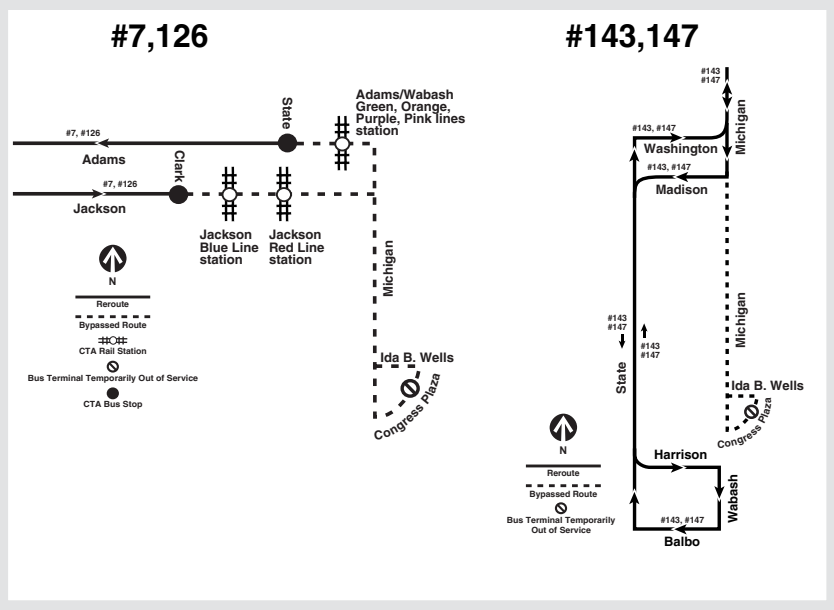 #7,126
Adams/Wabash
Green, Orange,
Purple, Pink lines
station
State
#7, #126
Adams
Clark
#7, #126
Jackson
Jackson
Blue Line
station
Jackson
Red Line
station
Michigan
Ida B. Wells
Congress Plaza
N
Reroute
Bypassed Route
CTA Rail Station
Bus Terminal Temporarily Out of Service
CTA Bus Stop
#143,147
#143
#147
Michigan
#143, #147
Washington
#143, #147
Madison
Michigan
#143
#147
#143
#147
State
Ida B. Wells
Congress Plaza
Harrison
Wabash
#143, #147
Balbo
N
Reroute
Bypassed Route
Bus Terminal Temporarily
Out of Service